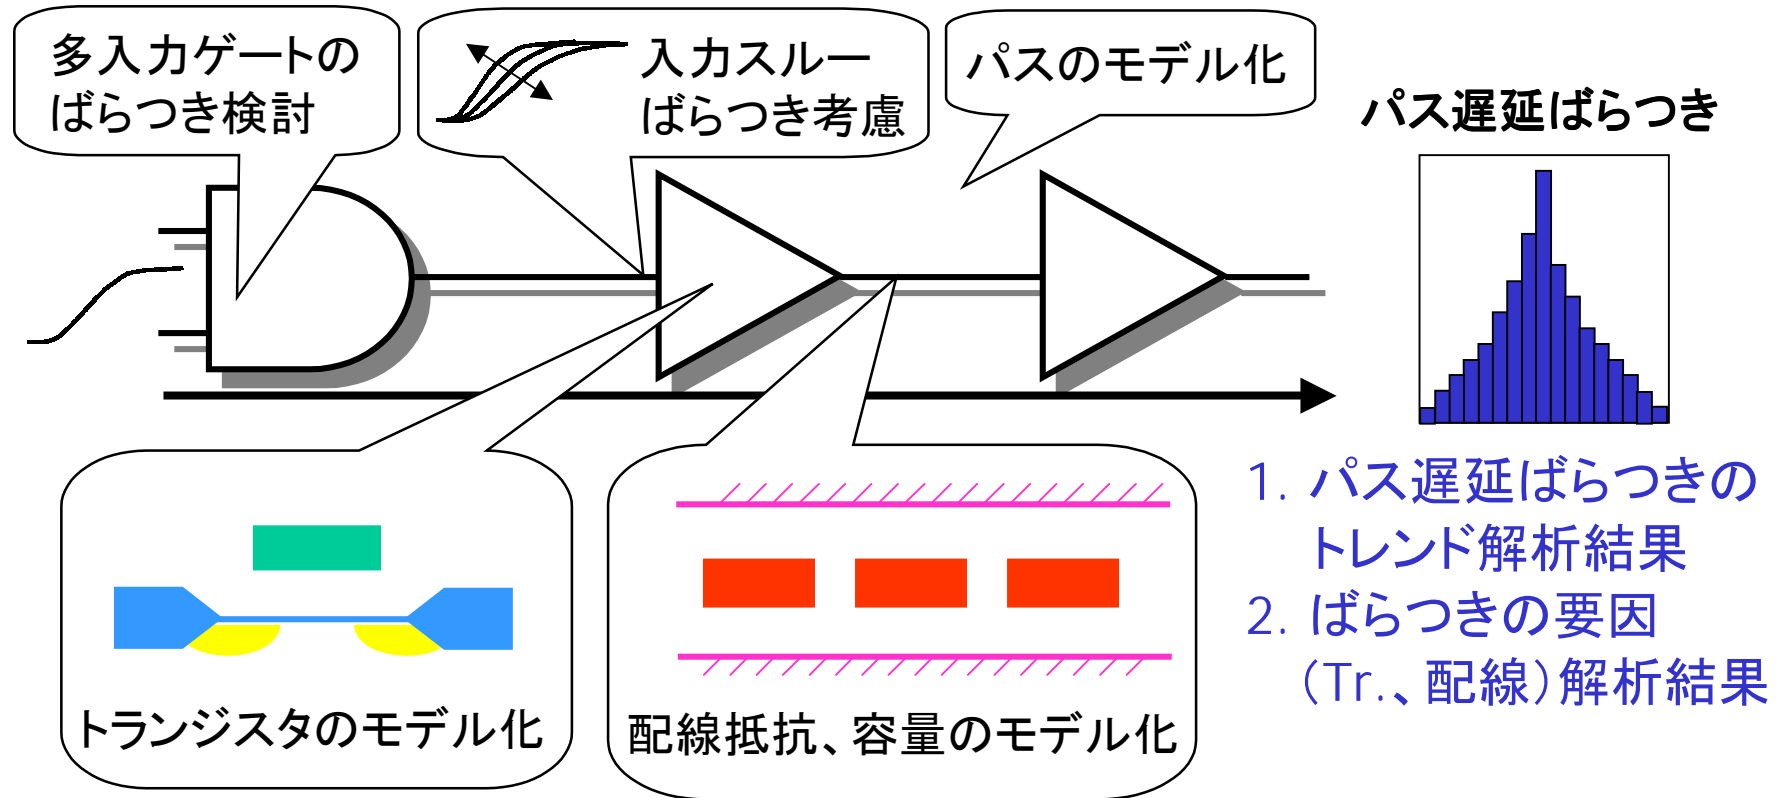 多入力ゲートの
ばらつき検討
入力スルー
ばらつき考慮
パスのモデル化
パス遅延ばらつき
トランジスタのモデル化
配線抵抗、容量のモデル化
1. パス遅延ばらつきの
トレンド解析結果
2. ばらつきの要因
（Tr.、配線）解析結果